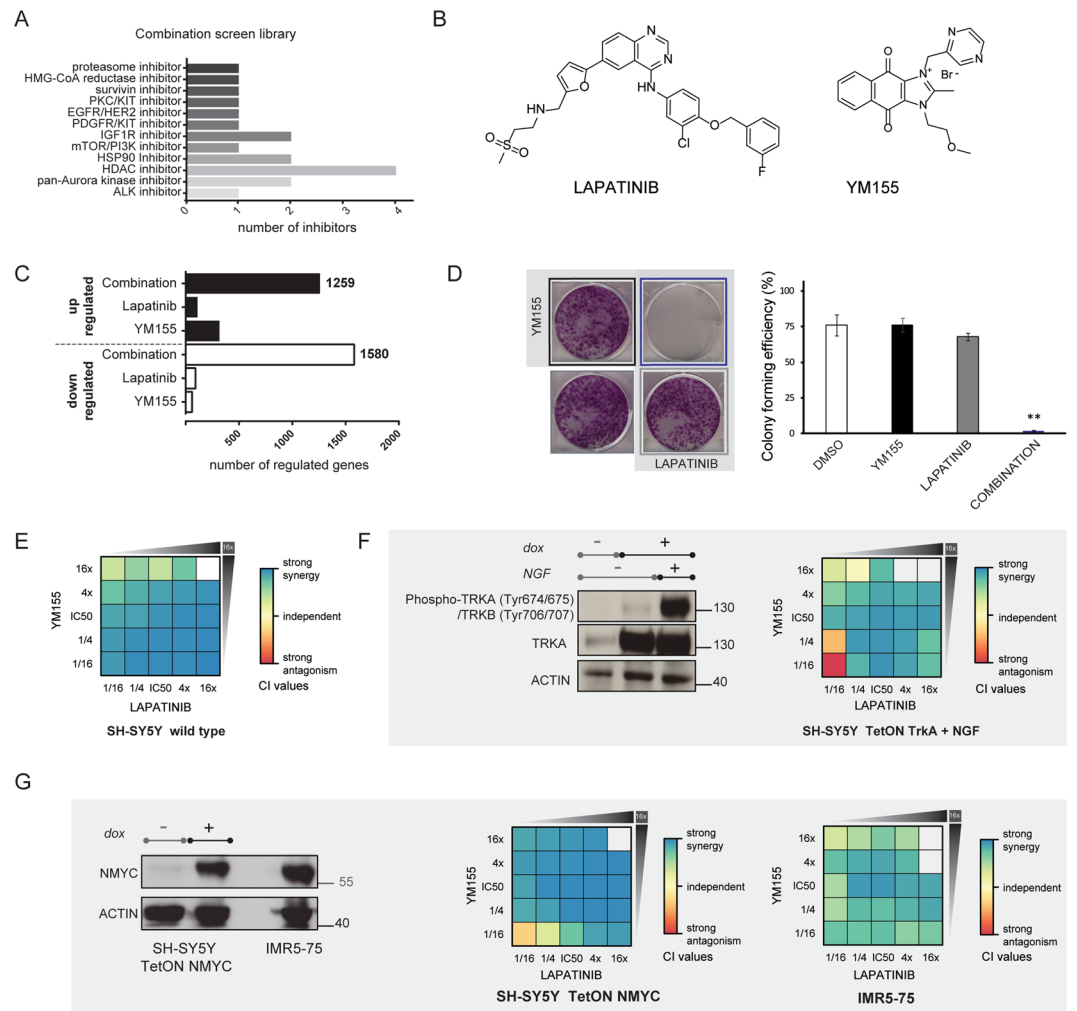 A
Combination screen library
proteasome inhibitor
HMG-CoA reductase inhibitor
survivin inhibitor
PKC/KIT inhibitor
EGFR/HER2 inhibitor
PDGFR/KIT inhibitor
IGF1R inhibitor
mTOR/PI3K inhibitor
HSP90 Inhibitor
HDAC inhibitor
pan-Aurora kinase inhibitor
ALK inhibitor
0 1 2 3 4
number of inhibitors
B
N
N
HN
O
HN
O
S
O
Cl
O
F
LAPATINIB
O
O
N
N
N+
Br -
N
O
YM155
C
up
regulated
Combination 1259
Lapatinib
YM155
down
regulated
Combination 1580
Lapatinib
YM155
500 1000 1500 2000
number of regulated genes
D
YM155
LAPATINIB
Colony forming efficiency (%)
100
75
50
25
0
**
DMSO
YM155
LAPATINIB
COMBINATION
E
16x
YM155
16x
4x
IC50
1/4
1/16
1/16 1/4 IC50 4x 16x
LAPATINIB
SH-SY5Y wild type
strong
synergy
independent
strong
antagonism
CI values
F
dox - +
NGF - +
Phospho-TRKA (Tyr674/675)
/TRKB (Tyr706/707)
130
TRKA
130
ACTIN
40
16x
YM155
16x
4x
IC50
1/4
1/16
1/16 1/4 IC50 4x 16x
LAPATINIB
SH-SY5Y TetON TrkA + NGF
strong
synergy
independent
strong
antagonism
CI values
G
dox - +
NMYC
55
ACTIN
40
SH-SY5Y
TetON NMYC
IMR5-75
16x
YM155
16x
4x
IC50
1/4
1/16
1/16 1/4 IC50 4x 16x
LAPATINIB
SH-SY5Y TetON NMYC
strong
synergy
independent
strong
antagonism
CI values
16x
YM155
16x
4x
IC50
1/4
1/16
1/16 1/4 IC50 4x 16x
LAPATINIB
IMR5-75
strong
synergy
independent
strong
antagonism
CI values